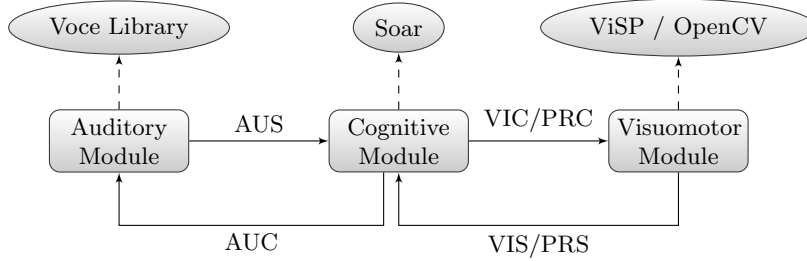 Voce Library
Soar
ViSP / OpenCV
Auditory
Module
AUS
Cognitive
Module
VIC/PRC
Visuomotor
Module
AUC
VIS/PRS